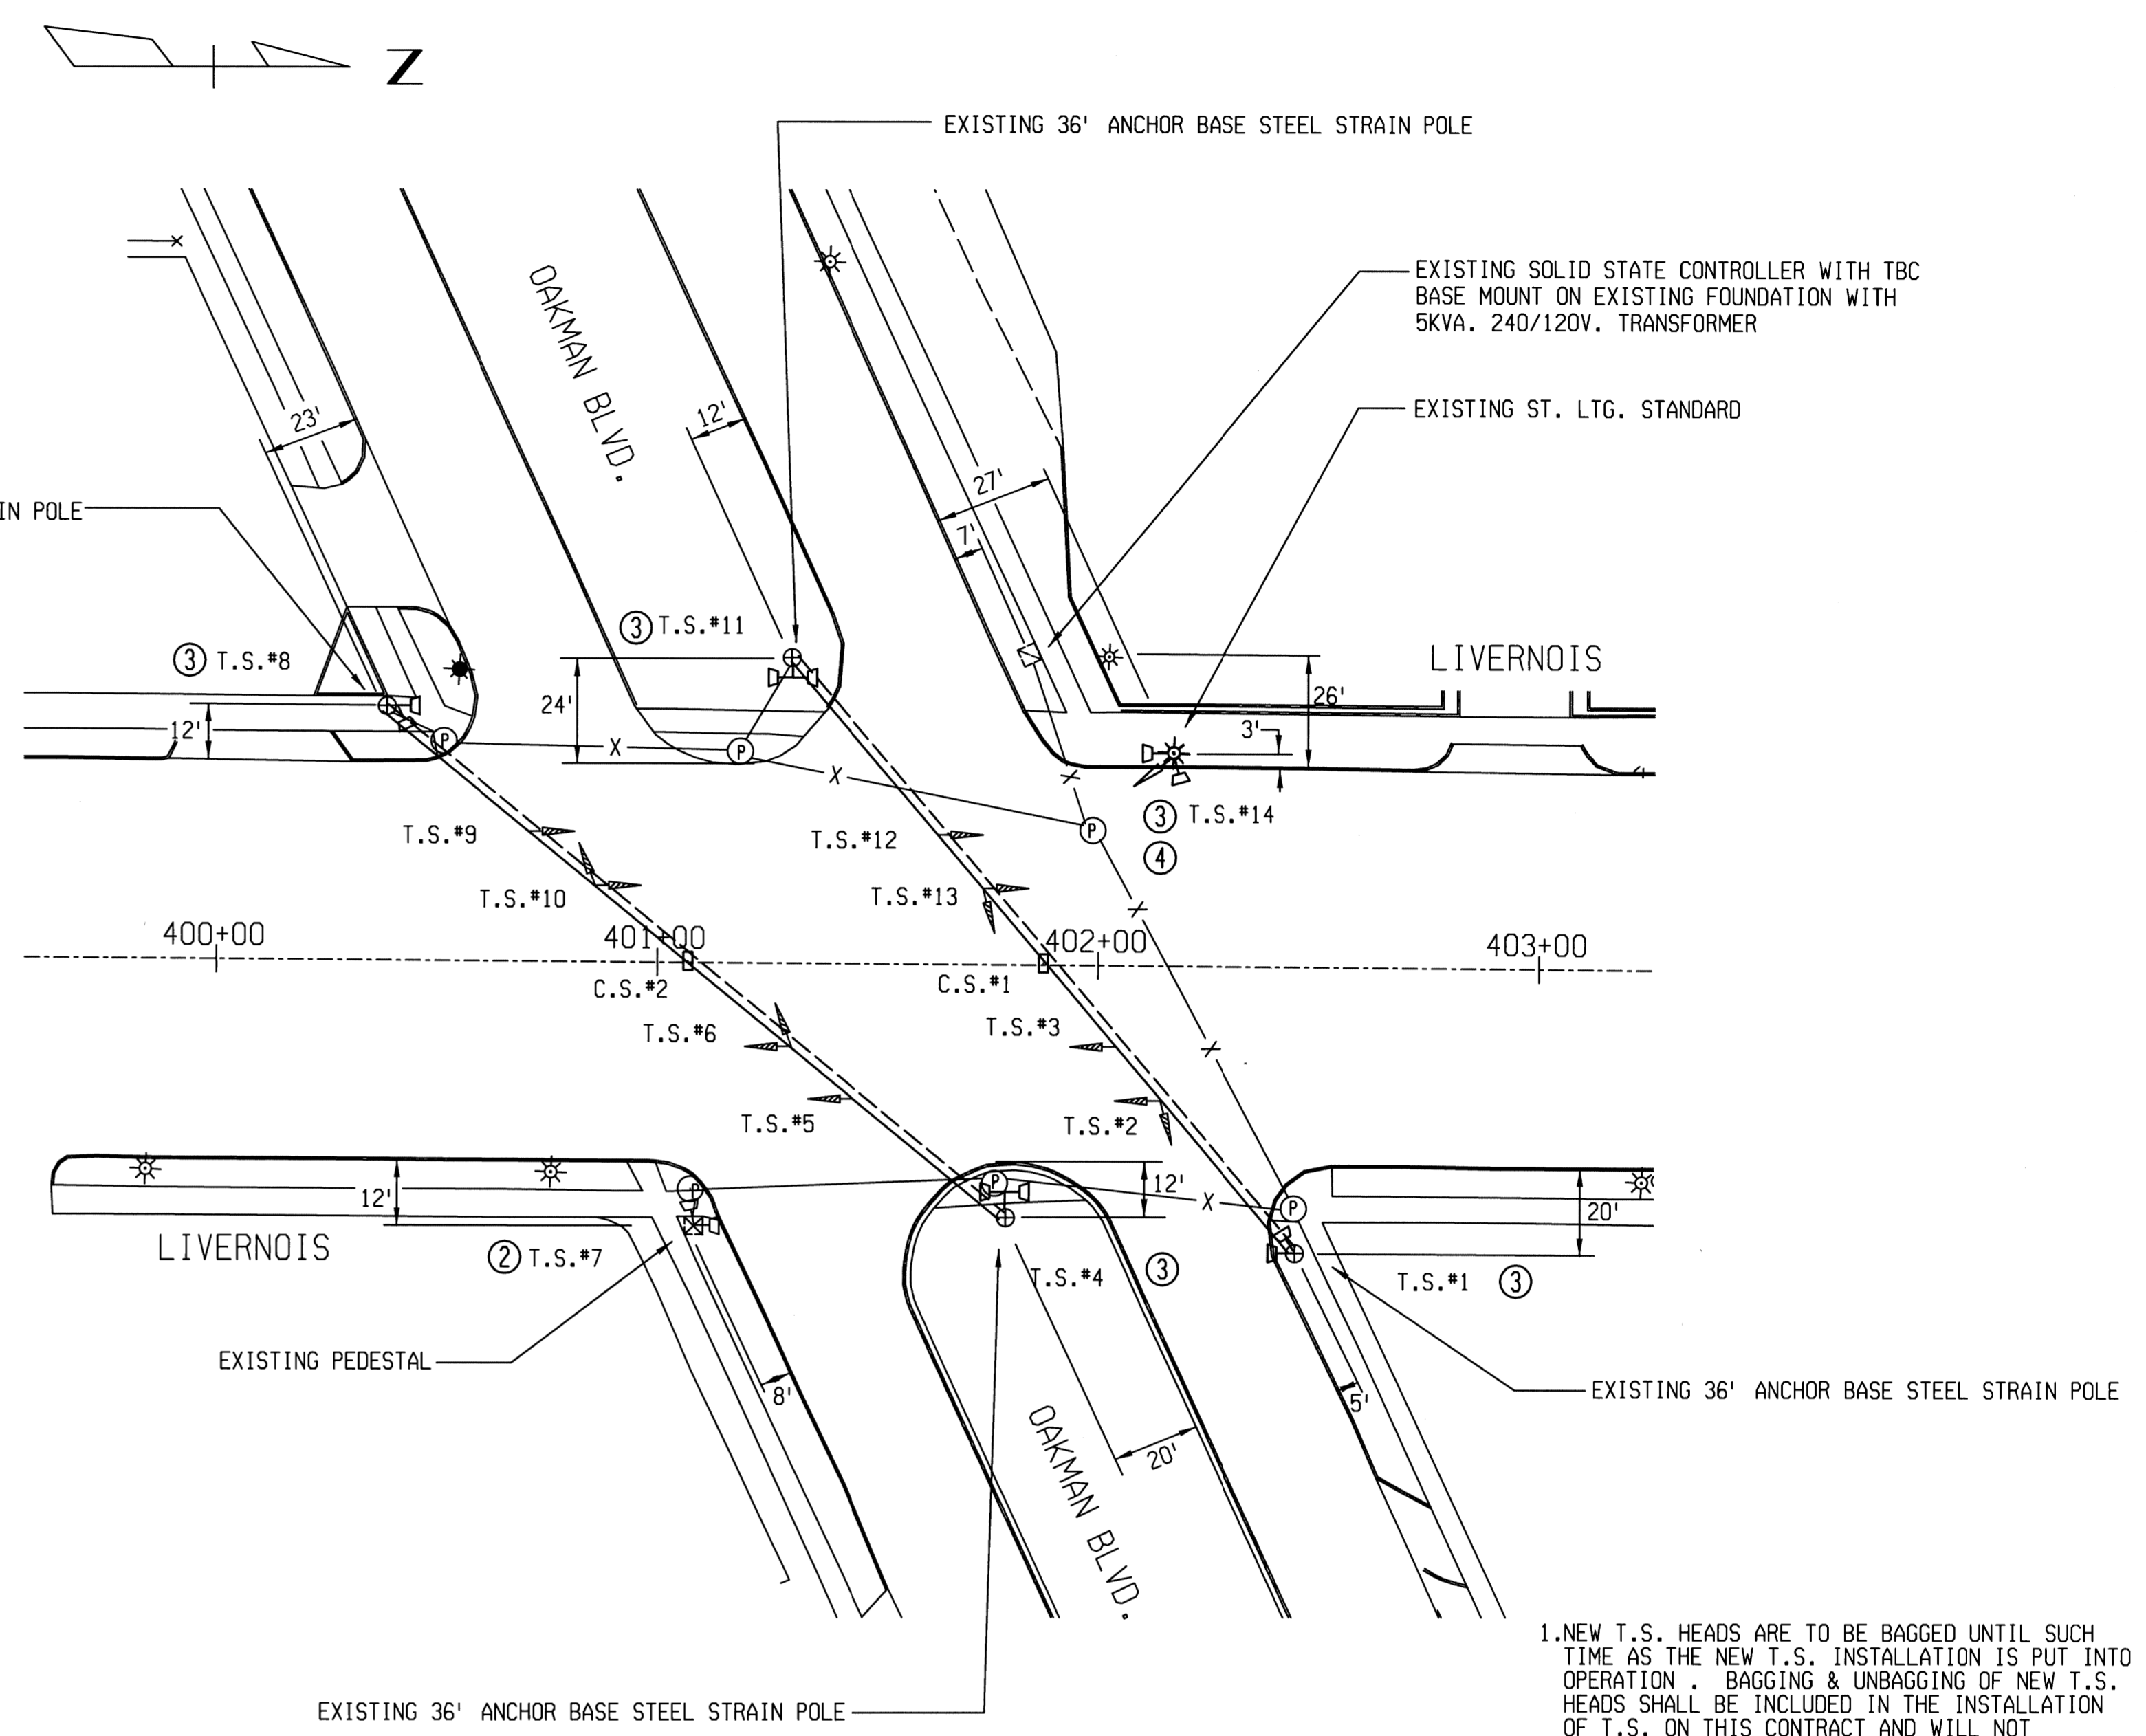 Z
EXISTING 36' ANCHOR BASE STEEL STRAIN POLE
EXISTING SOLID STATE CONTROLLER WITH TBC
BASE MOUNT ON EXISTING FOUNDATION WITH
5KVA. 240/120V. TRANSFORMER
OAKMAN BLVD.
23'
12'
EXISTING ST. LTG. STANDARD
27'
7'
IN POLE
3 T.S.#11
3 T.S.#8
LIVERNOIS
24'
26'
12'
3'
P
X
P
X
X
T.S.#9
T.S.#12
P
3 T.S.#14
4
T.S.#10
T.S.#13
X
400+00
401+00
402+00
403+00
C.S.#2
C.S.#1
T.S.#6
T.S.#3
X
T.S.#5
T.S.#2
12'
P
P
12'
X
P
20'
LIVERNOIS
2 T.S.#7
T.S.#4
3
T.S.#1
3
EXISTING PEDESTAL
8'
5'
EXISTING 36' ANCHOR BASE STEEL STRAIN POLE
OAKMAN BLVD.
20'
EXISTING 36' ANCHOR BASE STEEL STRAIN POLE
1.NEW T.S. HEADS ARE TO BE BAGGED UNTIL SUCH
TIME AS THE NEW T.S. INSTALLATION IS PUT INTO
OPERATION . BAGGING & UNBAGGING OF NEW T.S.
HEADS SHALL BE INCLUDED IN THE INSTALLATION
OF T.S. ON THIS CONTRACT AND WILL NOT